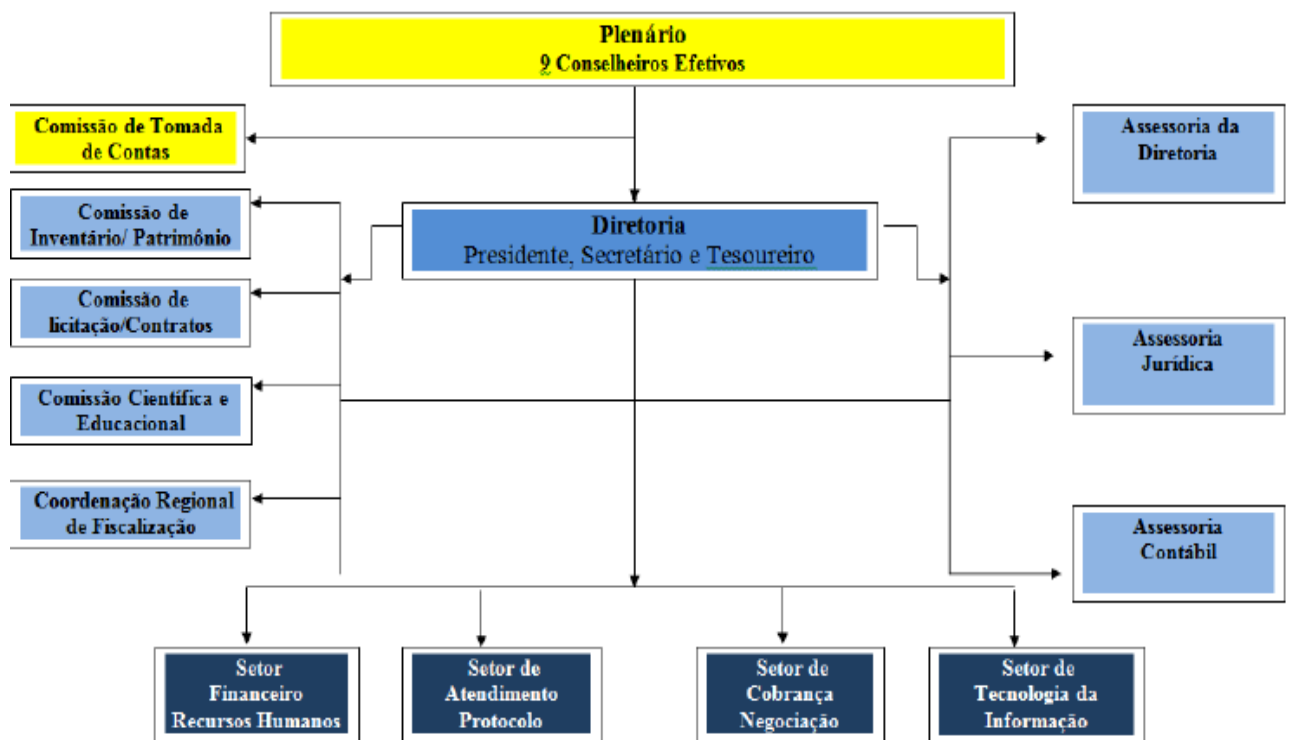 Plenário
9 Conselheiros Efetivos
Comissão de Tomada
de Contas
Assessoria da
Diretoria
Comissão de
Inventário/ Patrimônio
Diretoria
Presidente, Secretário e Tesoureiro
Comissão de
licitação/Contratos
Assessoria
Jurídica
Comissão Científica e
Educacional
Coordenação Regional
de Fiscalização
Assessoria
Contábil
Setor
Financeiro
Recursos Humanos
Setor de
Atendimento
Protocolo
Setor de
Cobrança
Negociação
Setor de
Tecnologia da
Informação